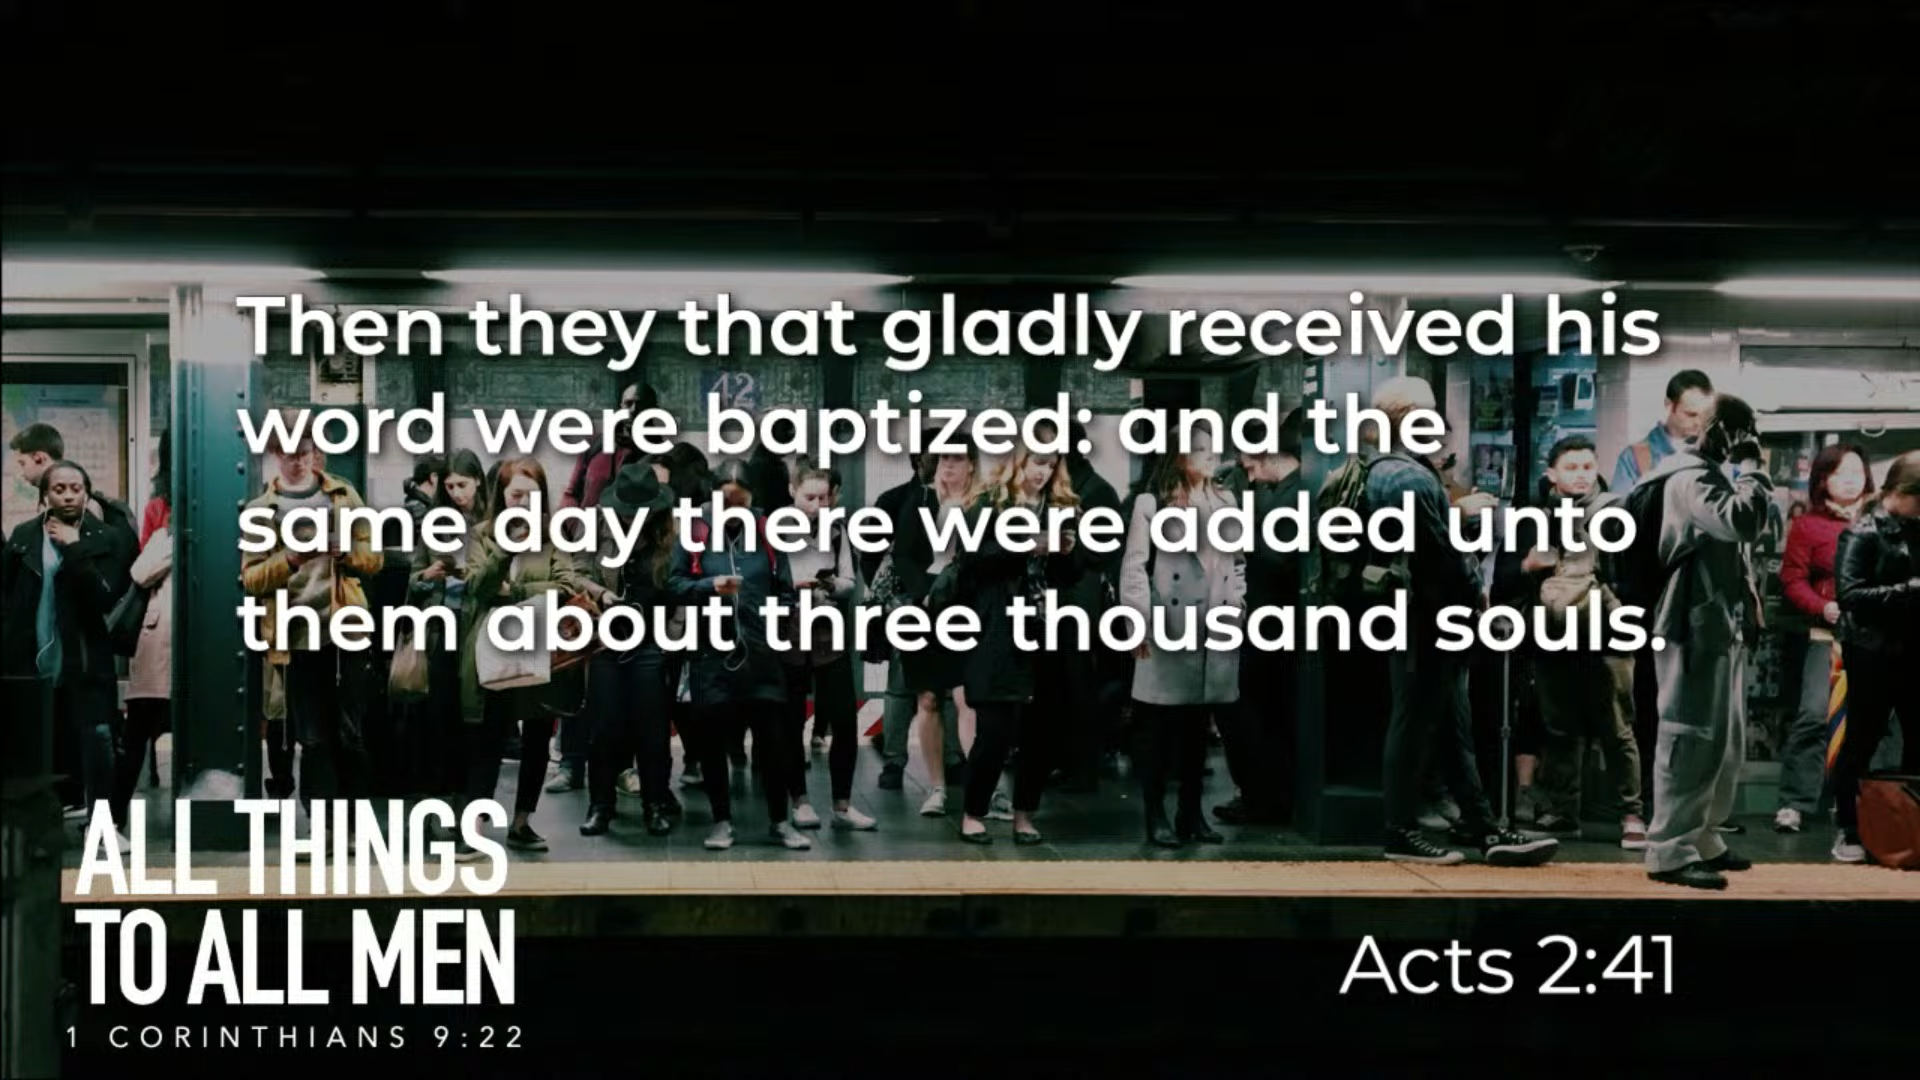 Then they that gladly received his
word were baptized: and the
same day there were added unto
them about three thousand souls.
42
ALL THINGS
TO ALL MEN
1 CORINTHIANS 9:22
Acts 2:41